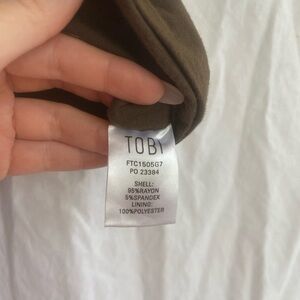 TOBI
FTC1505G7
PO 23384
SHELL:
95%RAYON
5%SPANDEX
LINING:
100%POLYESTER